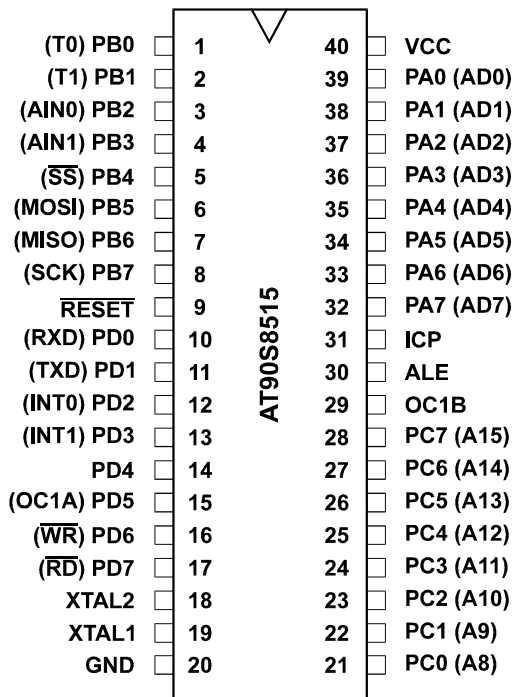 (T0) PB0 1 40 VCC
(T1) PB1 2 39 PA0 (AD0)
(AIN0) PB2 3 38 PA1 (AD1)
(AIN1) PB3 4 37 PA2 (AD2)
(S̅S̅) PB4 5 36 PA3 (AD3)
(MOSI) PB5 6 35 PA4 (AD4)
(MISO) PB6 7 34 PA5 (AD5)
(SCK) PB7 8 33 PA6 (AD6)
R̅E̅S̅E̅T̅ 9 32 PA7 (AD7)
(RXD) PD0 10 31 ICP
(TXD) PD1 11 30 ALE
(INT0) PD2 12 29 OC1B
(INT1) PD3 13 28 PC7 (A15)
PD4 14 27 PC6 (A14)
(OC1A) PD5 15 26 PC5 (A13)
(W̅R̅) PD6 16 25 PC4 (A12)
(R̅D̅) PD7 17 24 PC3 (A11)
XTAL2 18 23 PC2 (A10)
XTAL1 19 22 PC1 (A9)
GND 20 21 PC0 (A8)
AT90S8515